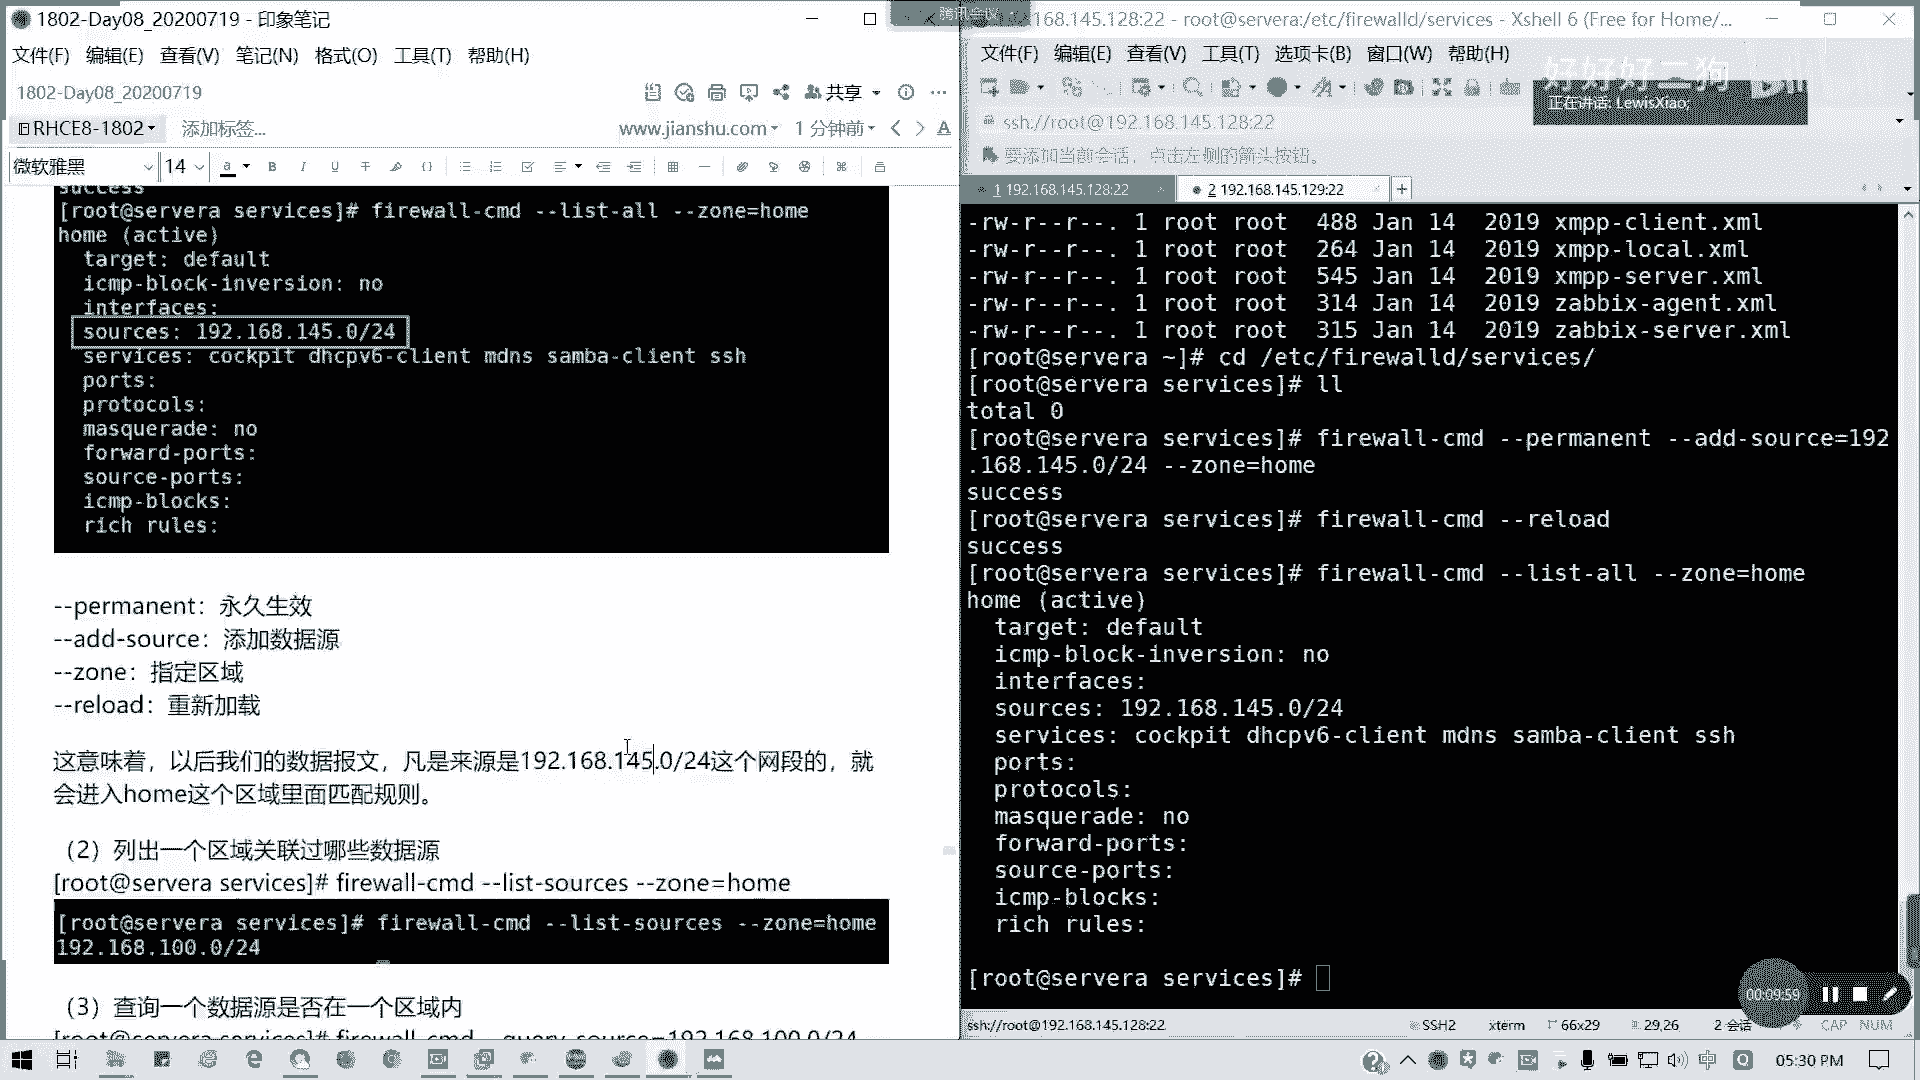 1802-Day08_20200719 - 印象笔记
文件(F) 编辑(E) 查看(V) 笔记(N) 格式(O) 工具(T) 帮助(H)
1802-Day08_20200719
共享
RHCE8-1802 添加标签...
www.jianshu.com 1 分钟前
微软雅黑 14
success
[root@servera services]# firewall-cmd --list-all --zone=home
home (active)
target: default
icmp-block-inversion: no
interfaces:
sources: 192.168.145.0/24
services: cockpit dhcpv6-client mdns samba-client ssh
ports:
protocols:
masquerade: no
forward-ports:
source-ports:
icmp-blocks:
rich rules:
--permanent：永久生效
--add-source：添加数据源
--zone：指定区域
--reload：重新加载
这意味着，以后我们的数据报文，凡是来源是192.168.145.0/24这个网段的，就
会进入home这个区域里面匹配规则。
（2）列出一个区域关联过哪些数据源
[root@servera services]# firewall-cmd --list-sources --zone=home
[root@servera services]# firewall-cmd --list-sources --zone=home
192.168.100.0/24
（3）查询一个数据源是否在一个区域内
[root@servera services]# firewall-cmd --query-source=192.168.100.0/24
腾讯会议
168.145.128:22 - root@servera:/etc/firewalld/services - Xshell 6 (Free for Home/...
文件(F) 编辑(E) 查看(V) 工具(T) 选项卡(B) 窗口(W) 帮助(H)
好好好二狗
正在讲话: LewisXiao;
ssh://root@192.168.145.128:22
要添加当前会话，点击左侧的箭头按钮。
1 192.168.145.128:22
2 192.168.145.129:22
-rw-r--r--. 1 root root 488 Jan 14 2019 xmpp-client.xml
-rw-r--r--. 1 root root 264 Jan 14 2019 xmpp-local.xml
-rw-r--r--. 1 root root 545 Jan 14 2019 xmpp-server.xml
-rw-r--r--. 1 root root 314 Jan 14 2019 zabbix-agent.xml
-rw-r--r--. 1 root root 315 Jan 14 2019 zabbix-server.xml
[root@servera ~]# cd /etc/firewalld/services/
[root@servera services]# ll
total 0
[root@servera services]# firewall-cmd --permanent --add-source=192
.168.145.0/24 --zone=home
success
[root@servera services]# firewall-cmd --reload
success
[root@servera services]# firewall-cmd --list-all --zone=home
home (active)
target: default
icmp-block-inversion: no
interfaces:
sources: 192.168.145.0/24
services: cockpit dhcpv6-client mdns samba-client ssh
ports:
protocols:
masquerade: no
forward-ports:
source-ports:
icmp-blocks:
rich rules:
[root@servera services]#
00:09:59
ssh://root@192.168.145.128:22 SSH2 xterm 66x29 29,26 2 会话 CAP NUM
中 05:30 PM